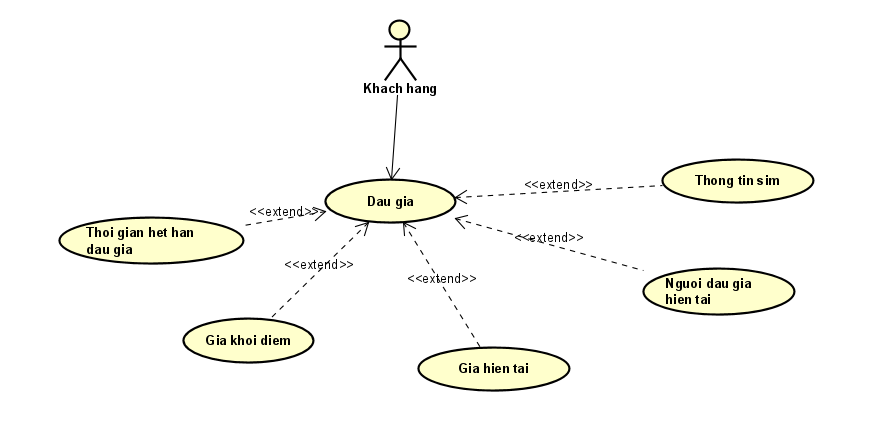 Khach hang
<<extend>>
Thong tin sim
Dau gia
<<extend>>
Thoi gian het han
dau gia
<<extend>>
<<extend>>
<<extend>>
Nguoi dau gia
hien tai
Gia khoi diem
Gia hien tai